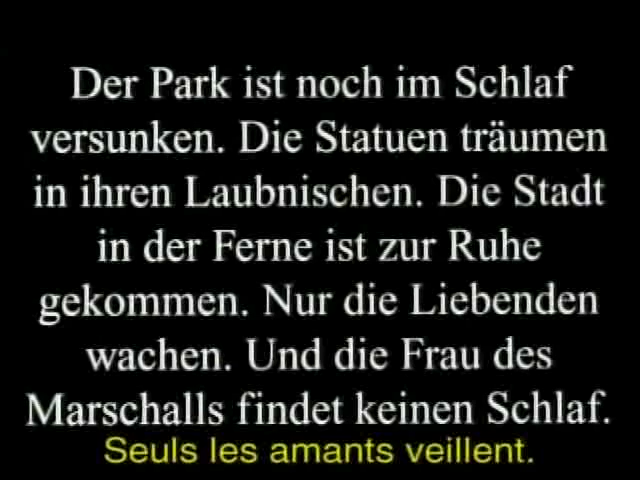 Der Park ist noch im Schlaf
versunken. Die Statuen träumen
in ihren Laubnischen. Die Stadt
in der Ferne ist zur Ruhe
gekommen. Nur die Liebenden
wachen. Und die Frau des
Marschalls findet keinen Schlaf.
Seuls les amants veillent.